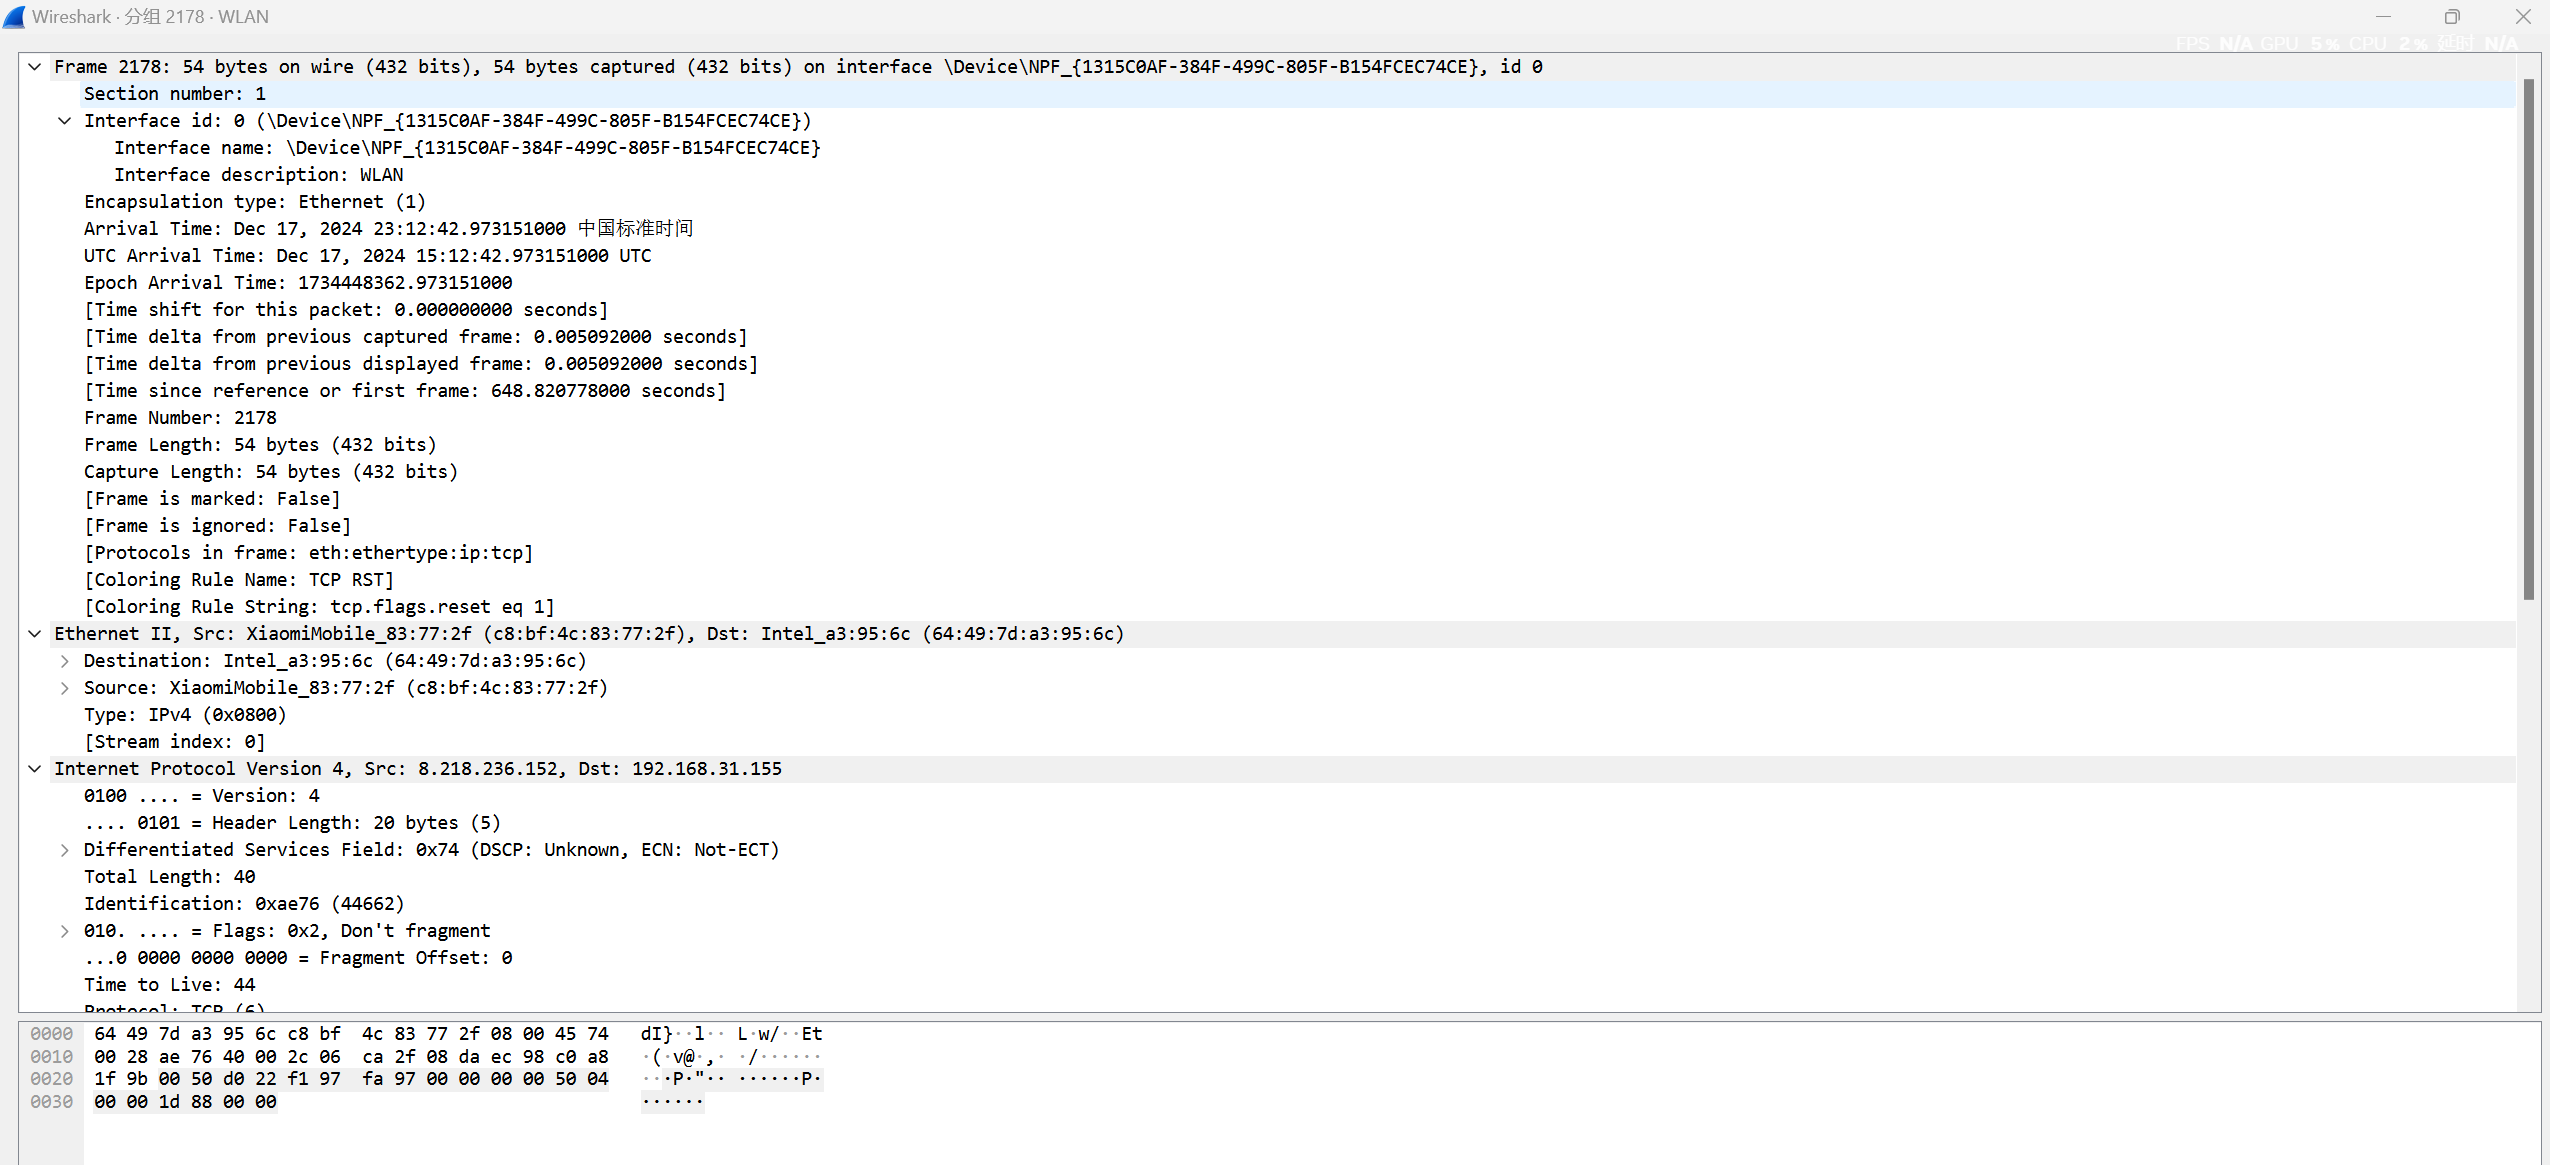 Wireshark · 分组 2178 · WLAN
FPS N/A GPU 5% CPU 2% 延时 N/A
Frame 2178: 54 bytes on wire (432 bits), 54 bytes captured (432 bits) on interface \Device\NPF_{1315C0AF-384F-499C-805F-B154FCEC74CE}, id 0
Section number: 1
Interface id: 0 (\Device\NPF_{1315C0AF-384F-499C-805F-B154FCEC74CE})
Interface name: \Device\NPF_{1315C0AF-384F-499C-805F-B154FCEC74CE}
Interface description: WLAN
Encapsulation type: Ethernet (1)
Arrival Time: Dec 17, 2024 23:12:42.973151000 中国标准时间
UTC Arrival Time: Dec 17, 2024 15:12:42.973151000 UTC
Epoch Arrival Time: 1734448362.973151000
[Time shift for this packet: 0.000000000 seconds]
[Time delta from previous captured frame: 0.005092000 seconds]
[Time delta from previous displayed frame: 0.005092000 seconds]
[Time since reference or first frame: 648.820778000 seconds]
Frame Number: 2178
Frame Length: 54 bytes (432 bits)
Capture Length: 54 bytes (432 bits)
[Frame is marked: False]
[Frame is ignored: False]
[Protocols in frame: eth:ethertype:ip:tcp]
[Coloring Rule Name: TCP RST]
[Coloring Rule String: tcp.flags.reset eq 1]
Ethernet II, Src: XiaomiMobile_83:77:2f (c8:bf:4c:83:77:2f), Dst: Intel_a3:95:6c (64:49:7d:a3:95:6c)
Destination: Intel_a3:95:6c (64:49:7d:a3:95:6c)
Source: XiaomiMobile_83:77:2f (c8:bf:4c:83:77:2f)
Type: IPv4 (0x0800)
[Stream index: 0]
Internet Protocol Version 4, Src: 8.218.236.152, Dst: 192.168.31.155
0100 .... = Version: 4
.... 0101 = Header Length: 20 bytes (5)
Differentiated Services Field: 0x74 (DSCP: Unknown, ECN: Not-ECT)
Total Length: 40
Identification: 0xae76 (44662)
010. .... = Flags: 0x2, Don't fragment
...0 0000 0000 0000 = Fragment Offset: 0
Time to Live: 44
Protocol: TCP (6)
0000 64 49 7d a3 95 6c c8 bf 4c 83 77 2f 08 00 45 74 dI}··l·· L·w/··Et
0010 00 28 ae 76 40 00 2c 06 ca 2f 08 da ec 98 c0 a8 ·(·v@·,· ·/······
0020 1f 9b 00 50 d0 22 f1 97 fa 97 00 00 00 00 50 04 ···P·"·· ······P·
0030 00 00 1d 88 00 00 ······